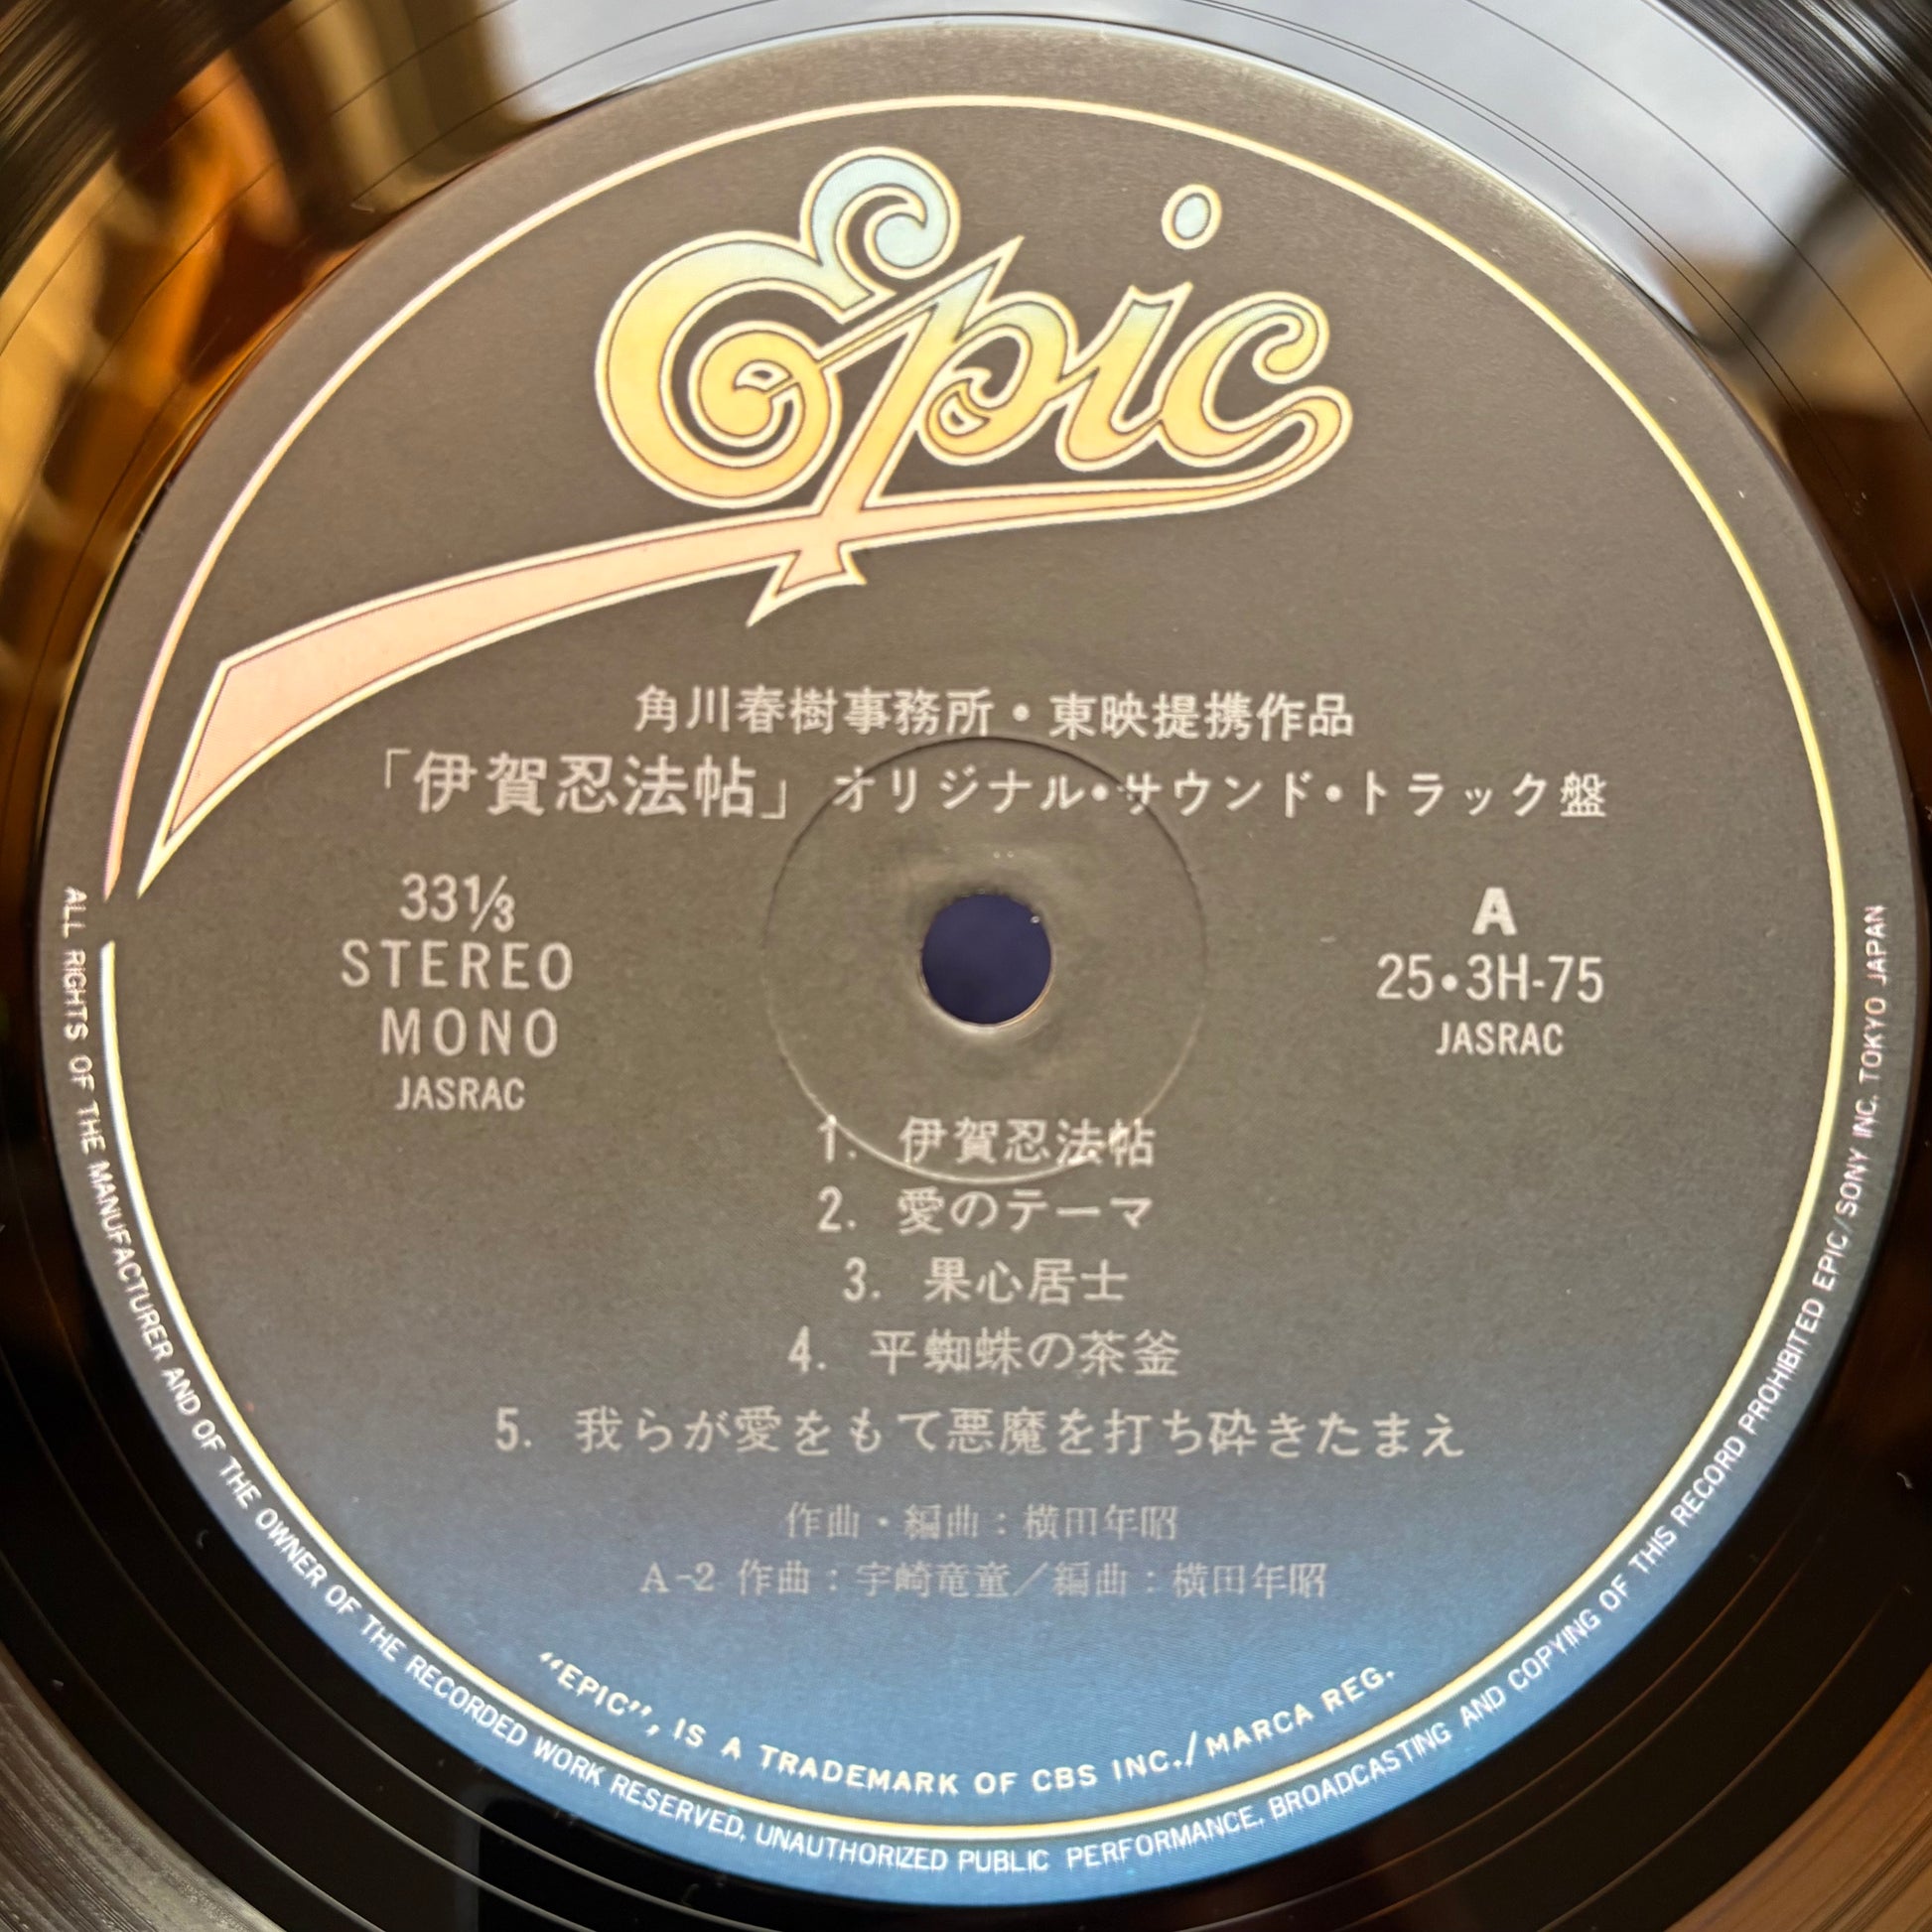 Epic
角川春樹事務所・東映提携作品
「伊賀忍法帖」オリジナル・サウンド・トラック盤
33⅓
STEREO
MONO
JASRAC
A
25•3H-75
JASRAC
1. 伊賀忍法帖
2. 愛のテーマ
3. 果心居士
4. 平蜘蛛の茶釜
5. 我らが愛をもて悪魔を打ち砕きたまえ
作曲・編曲：横田年昭
A-2 作曲：宇崎竜童／編曲：横田年昭
“EPIC”, IS A TRADEMARK OF CBS INC./MARCA REG.
ALL RIGHTS OF THE MANUFACTURER AND OF THE OWNER OF THE RECORDED WORK RESERVED, UNAUTHORIZED PUBLIC PERFORMANCE, BROADCASTING AND COPYING OF THIS RECORD PROHIBITED EPIC/SONY INC. TOKYO JAPAN